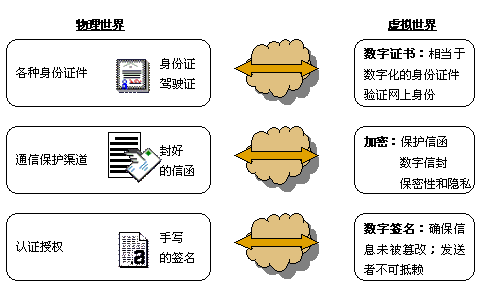 物理世界
虚拟世界
各种身份证件
身份证
驾驶证
数字证书：相当于
数字化的身份证件
验证网上身份
通信保护渠道
封好
的信函
加密：保护信函
数字信封
保密性和隐私
认证授权
手写
的签名
数字签名：确保信
息未被篡改；发送
者不可抵赖